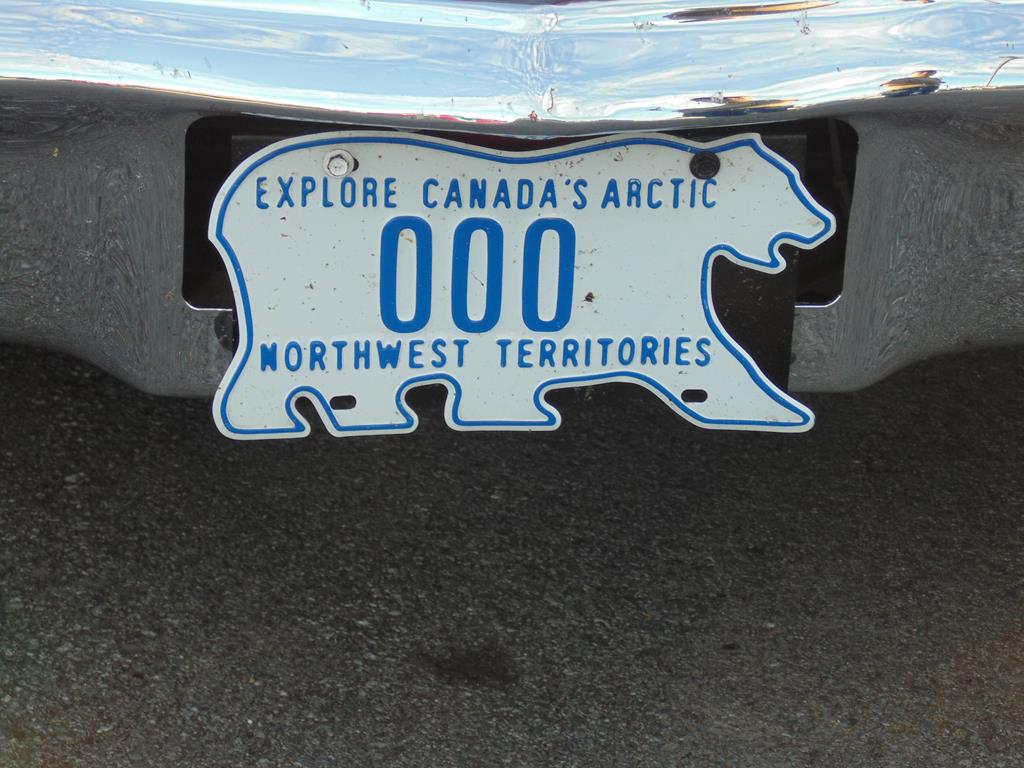 EXPLORE CANADA'S ARCTIC
000
NORTHWEST TERRITORIES